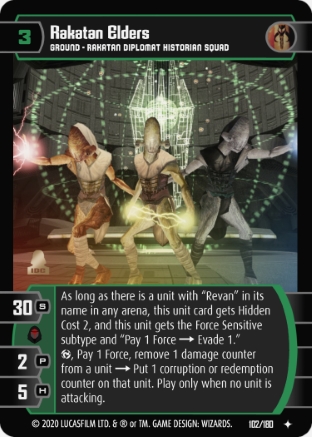 3 Rakatan Elders
GROUND - RAKATAN DIPLOMAT HISTORIAN SQUAD
30 S
2 P
5 H
As long as there is a unit with “Revan” in its
name in any arena, this unit card gets Hidden
Cost 2, and this unit gets the Force Sensitive
subtype and “Pay 1 Force → Evade 1.”
, Pay 1 Force, remove 1 damage counter
from a unit → Put 1 corruption or redemption
counter on that unit. Play only when no unit is
attacking.
© 2020 LUCASFILM LTD. & ® or TM. GAME DESIGN: WIZARDS. 102/180